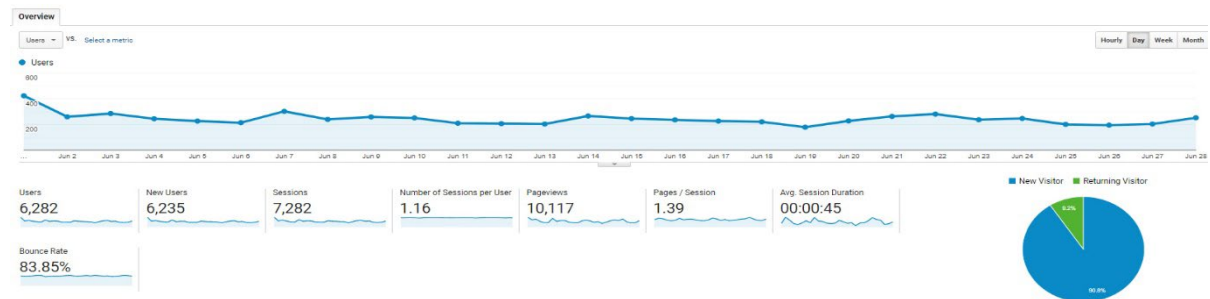 Overview
Users VS. Select a metric
Hourly Day Week Month
Users
600
400
200
... Jun 2 Jun 3 Jun 4 Jun 5 Jun 6 Jun 7 Jun 8 Jun 9 Jun 10 Jun 11 Jun 12 Jun 13 Jun 14 Jun 15 Jun 16 Jun 17 Jun 18 Jun 19 Jun 20 Jun 21 Jun 22 Jun 23 Jun 24 Jun 25 Jun 26 Jun 27 Jun 28
New Visitor Returning Visitor
Users New Users Sessions Number of Sessions per User Pageviews Pages / Session Avg. Session Duration
6,282 6,235 7,282 1.16 10,117 1.39 00:00:45
Bounce Rate
83.85%